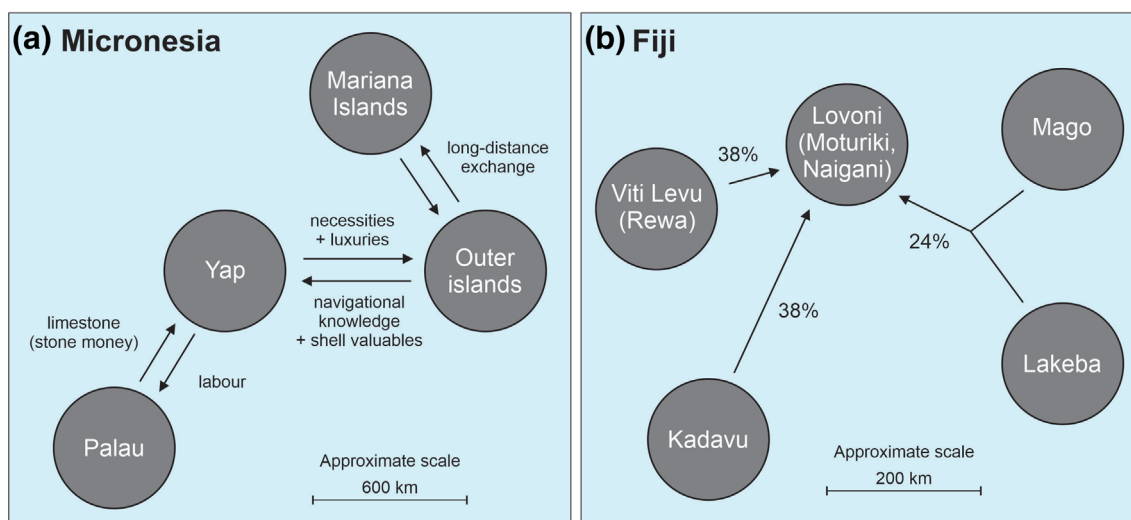 (a) Micronesia
Mariana
Islands
long-distance
exchange
necessities
+ luxuries
Yap
Outer
islands
navigational
knowledge
+ shell valuables
limestone
(stone money)
labour
Palau
Approximate scale
600 km
(b) Fiji
Lovoni
(Moturiki,
Naigani)
Mago
38%
Viti Levu
(Rewa)
24%
38%
Lakeba
Kadavu
Approximate scale
200 km